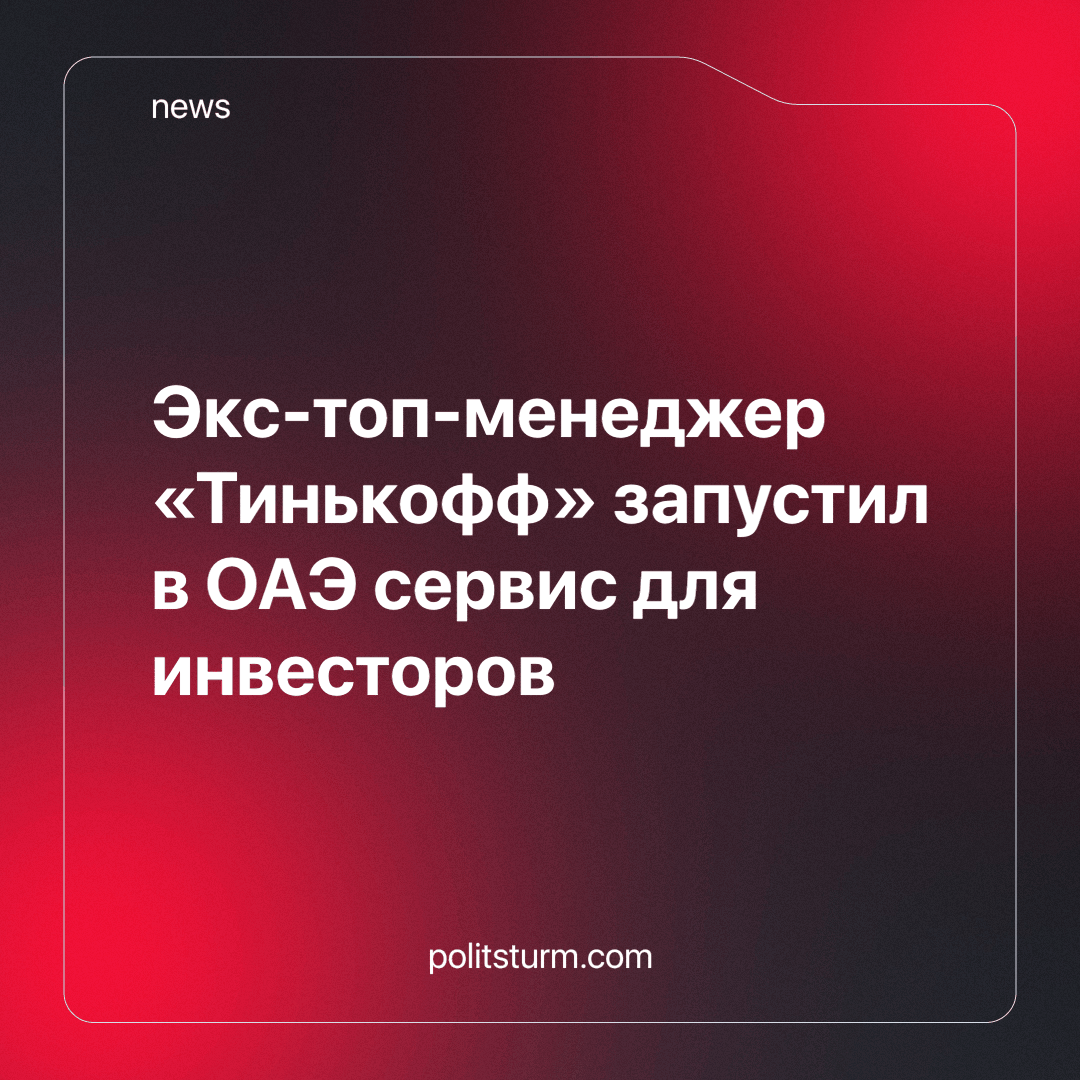 news
Экс-топ-менеджер
«Тинькофф» запустил
в ОАЭ сервис для
инвесторов
politsturm.com